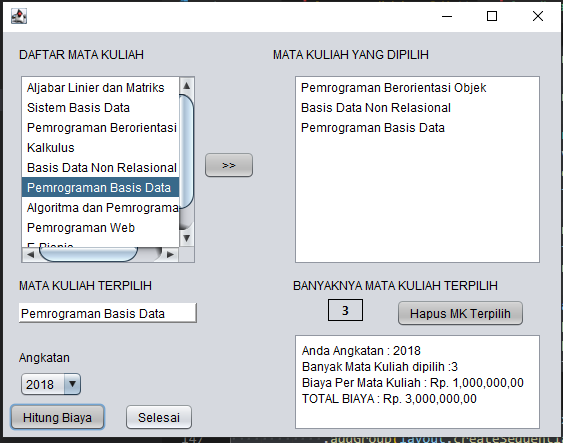 DAFTAR MATA KULIAH
Aljabar Linier dan Matriks
Sistem Basis Data
Pemrograman Berorientasi
Kalkulus
Basis Data Non Relasional
Pemrograman Basis Data
Algoritma dan Pemrograma
Pemrograman Web
E-Bisnis
>>
MATA KULIAH YANG DIPILIH
Pemrograman Berorientasi Objek
Basis Data Non Relasional
Pemrograman Basis Data
MATA KULIAH TERPILIH
Pemrograman Basis Data
BANYAKNYA MATA KULIAH TERPILIH
3
Hapus MK Terpilih
Angkatan
2018
Hitung Biaya
Selesai
Anda Angkatan : 2018
Banyak Mata Kuliah dipilih :3
Biaya Per Mata Kuliah : Rp. 1,000,000,00
TOTAL BIAYA : Rp. 3,000,000,00
147